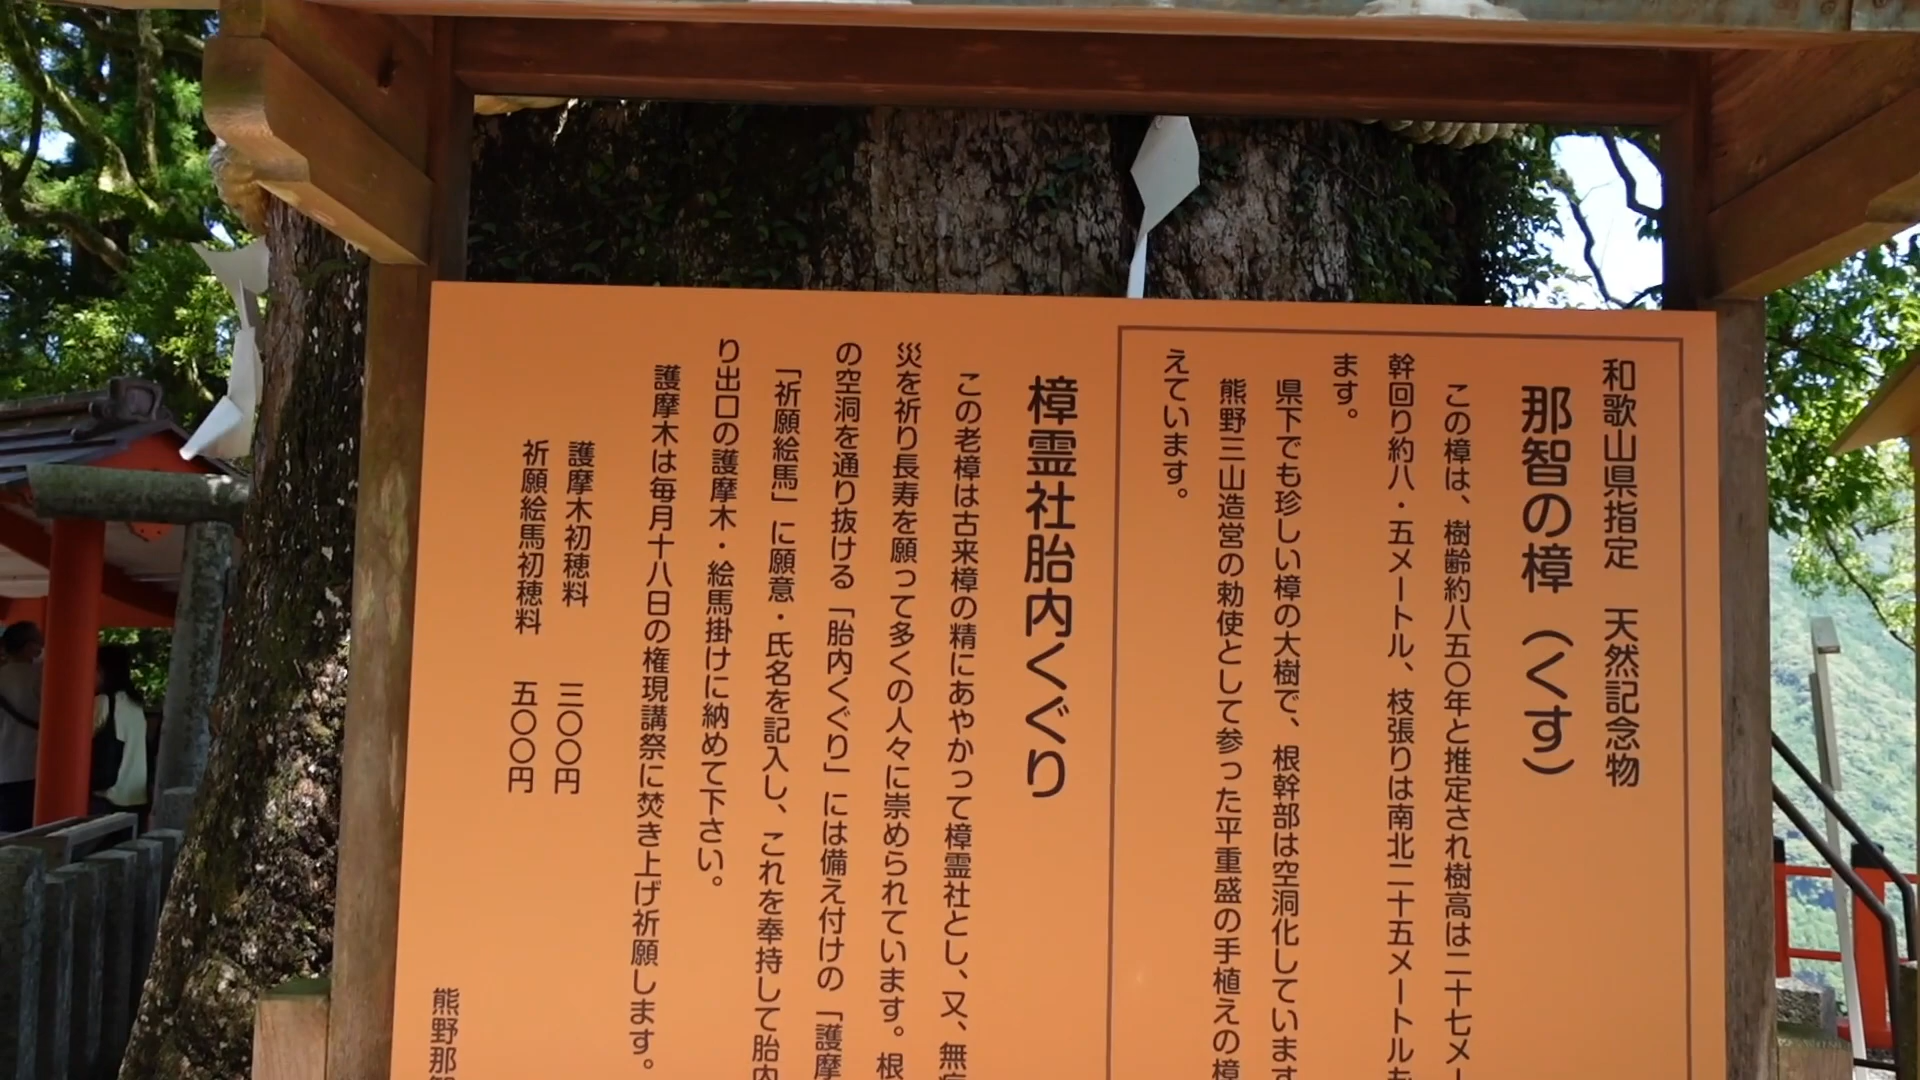 和歌山県指定　天然記念物
那智の樟（くす）
この樟は、樹齢約八五〇年と推定され樹高は二十七メー
幹回り約八・五メートル、枝張りは南北二十五メートルも
ます。
県下でも珍しい樟の大樹で、根幹部は空洞化しています
熊野三山造営の勅使として参った平重盛の手植えの樟
えています。
樟霊社胎内くぐり
この老樟は古来樟の精にあやかって樟霊社とし、又、無病
災を祈り長寿を願って多くの人々に崇められています。根
の空洞を通り抜ける「胎内くぐり」には備え付けの「護摩
「祈願絵馬」に願意・氏名を記入し、これを奉持して胎内
り出口の護摩木・絵馬掛けに納めて下さい。
護摩木は毎月十八日の権現講祭に焚き上げ祈願します。
護摩木初穂料　三〇〇円
祈願絵馬初穂料　五〇〇円
熊野那智